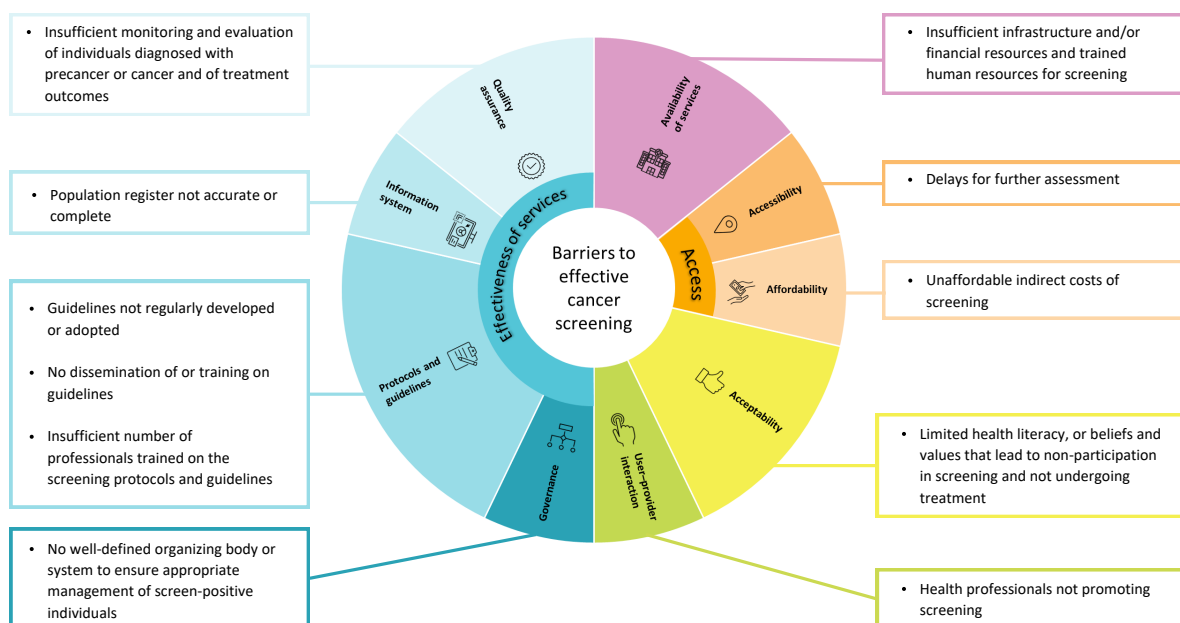 • Insufficient monitoring and evaluation
of individuals diagnosed with
precancer or cancer and of treatment
outcomes
• Population register not accurate or
complete
• Guidelines not regularly developed
or adopted
• No dissemination of or training on
guidelines
• Insufficient number of
professionals trained on the
screening protocols and guidelines
• No well-defined organizing body or
system to ensure appropriate
management of screen-positive
individuals
Quality
assurance
Information
system
Protocols and
guidelines
Governance
Effectiveness of services
Barriers to
effective
cancer
screening
Access
Availability
of services
Accessibility
Affordability
Acceptability
User–provider
interaction
• Insufficient infrastructure and/or
financial resources and trained
human resources for screening
• Delays for further assessment
• Unaffordable indirect costs of
screening
• Limited health literacy, or beliefs and
values that lead to non-participation
in screening and not undergoing
treatment
• Health professionals not promoting
screening